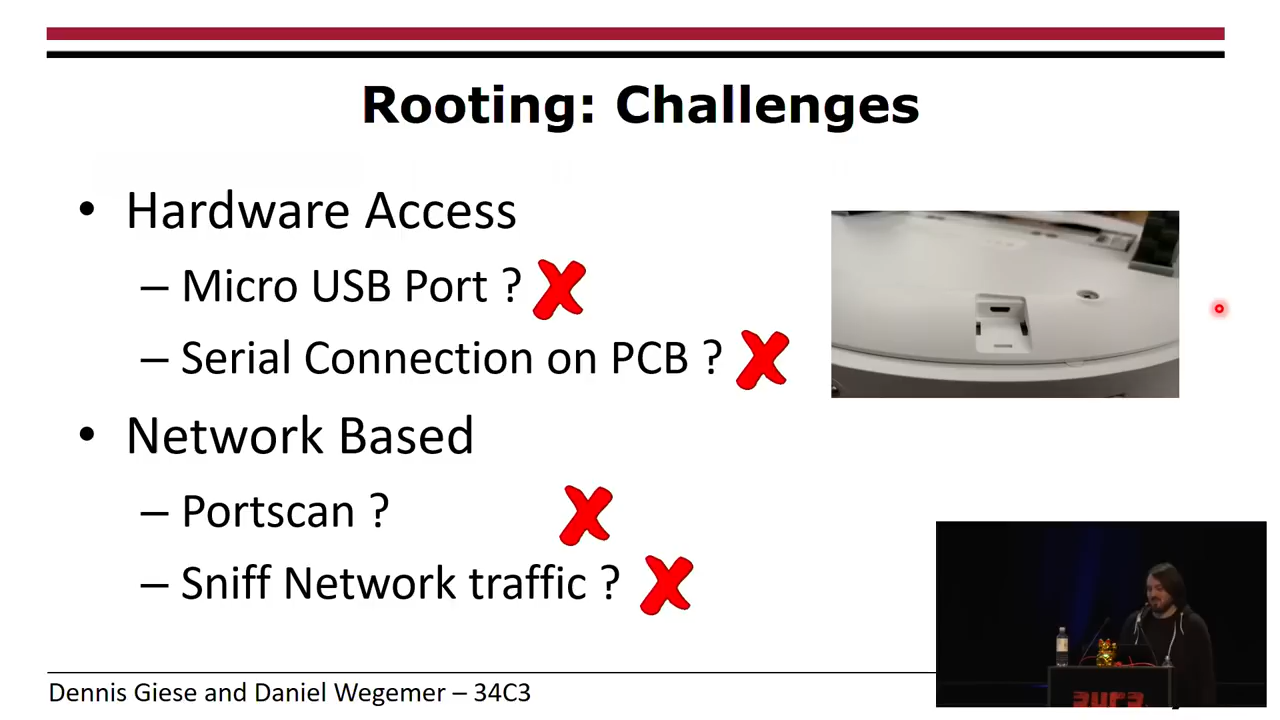 Rooting: Challenges
• Hardware Access
– Micro USB Port ?
– Serial Connection on PCB ?
• Network Based
– Portscan ?
– Sniff Network traffic ?
Dennis Giese and Daniel Wegemer – 34C3